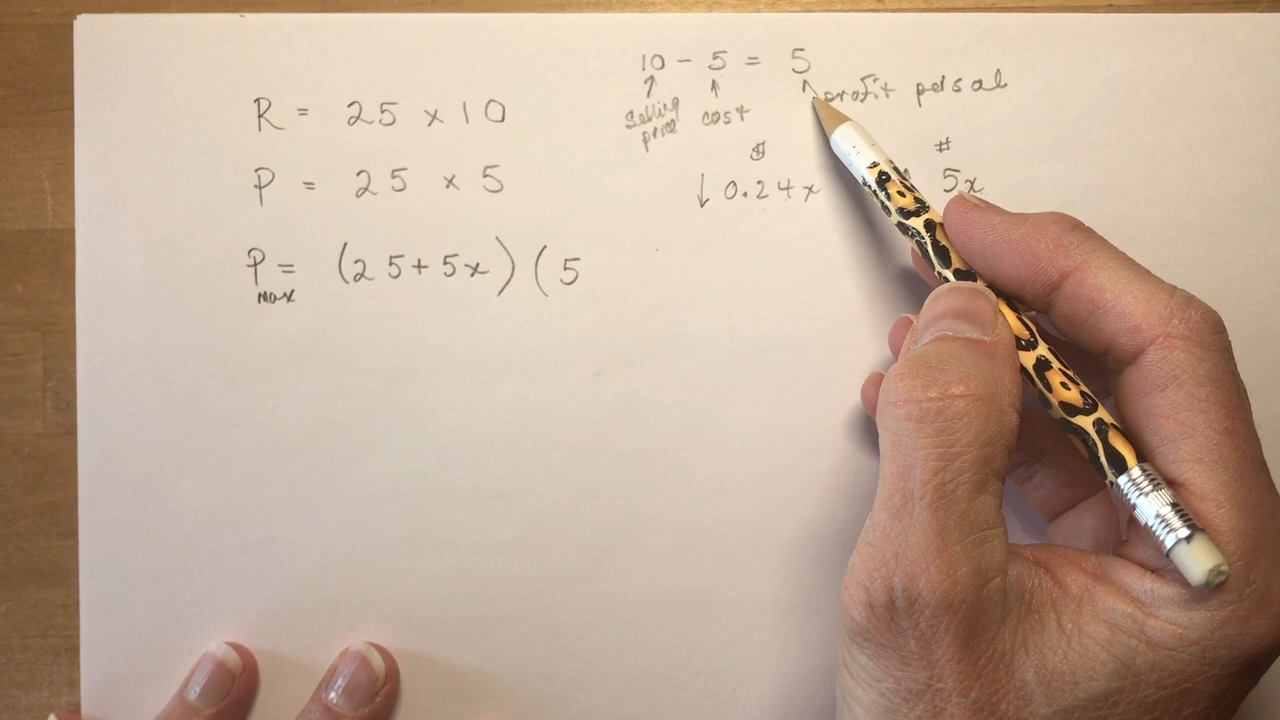 10 - 5 = 5
selling price
cost
profit per sal
R = 25 x 10
$
#
P = 25 x 5
↓ 0.24x
5x
P = (25+5x)(5
max